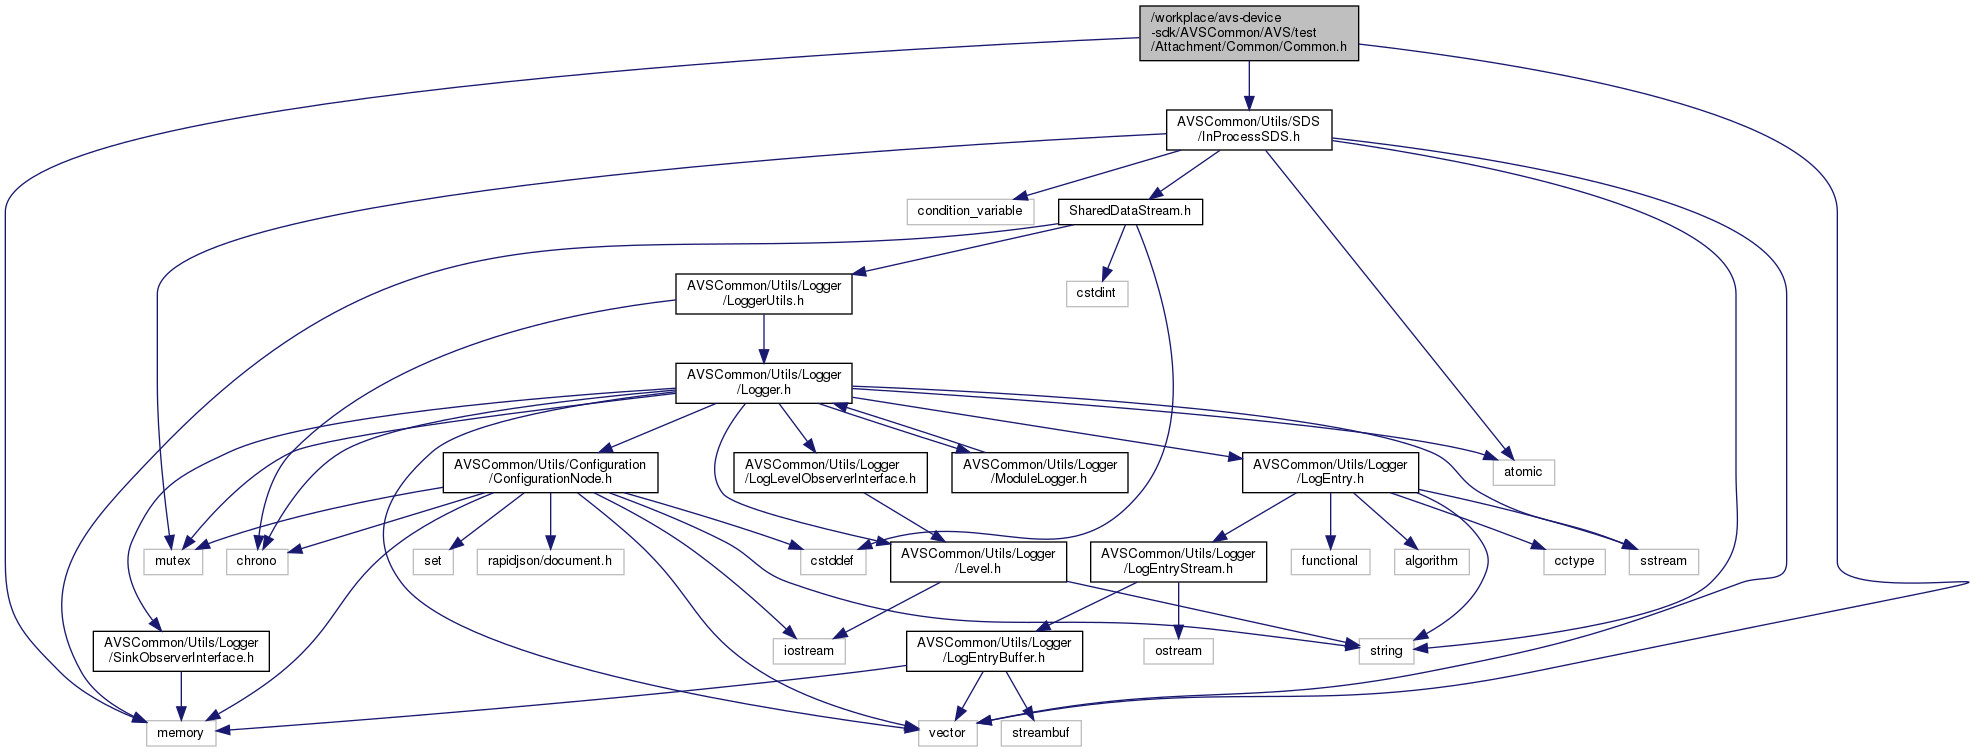 /workplace/avs-device
-sdk/AVSCommon/AVS/test
/Attachment/Common/Common.h
AVSCommon/Utils/SDS
/InProcessSDS.h
condition_variable
SharedDataStream.h
AVSCommon/Utils/Logger
/LoggerUtils.h
cstdint
AVSCommon/Utils/Logger
/Logger.h
AVSCommon/Utils/Configuration
/ConfigurationNode.h
AVSCommon/Utils/Logger
/LogLevelObserverInterface.h
AVSCommon/Utils/Logger
/ModuleLogger.h
AVSCommon/Utils/Logger
/LogEntry.h
atomic
mutex
chrono
set
rapidjson/document.h
cstddef
AVSCommon/Utils/Logger
/Level.h
AVSCommon/Utils/Logger
/LogEntryStream.h
functional
algorithm
cctype
sstream
AVSCommon/Utils/Logger
/SinkObserverInterface.h
iostream
AVSCommon/Utils/Logger
/LogEntryBuffer.h
ostream
string
memory
vector
streambuf